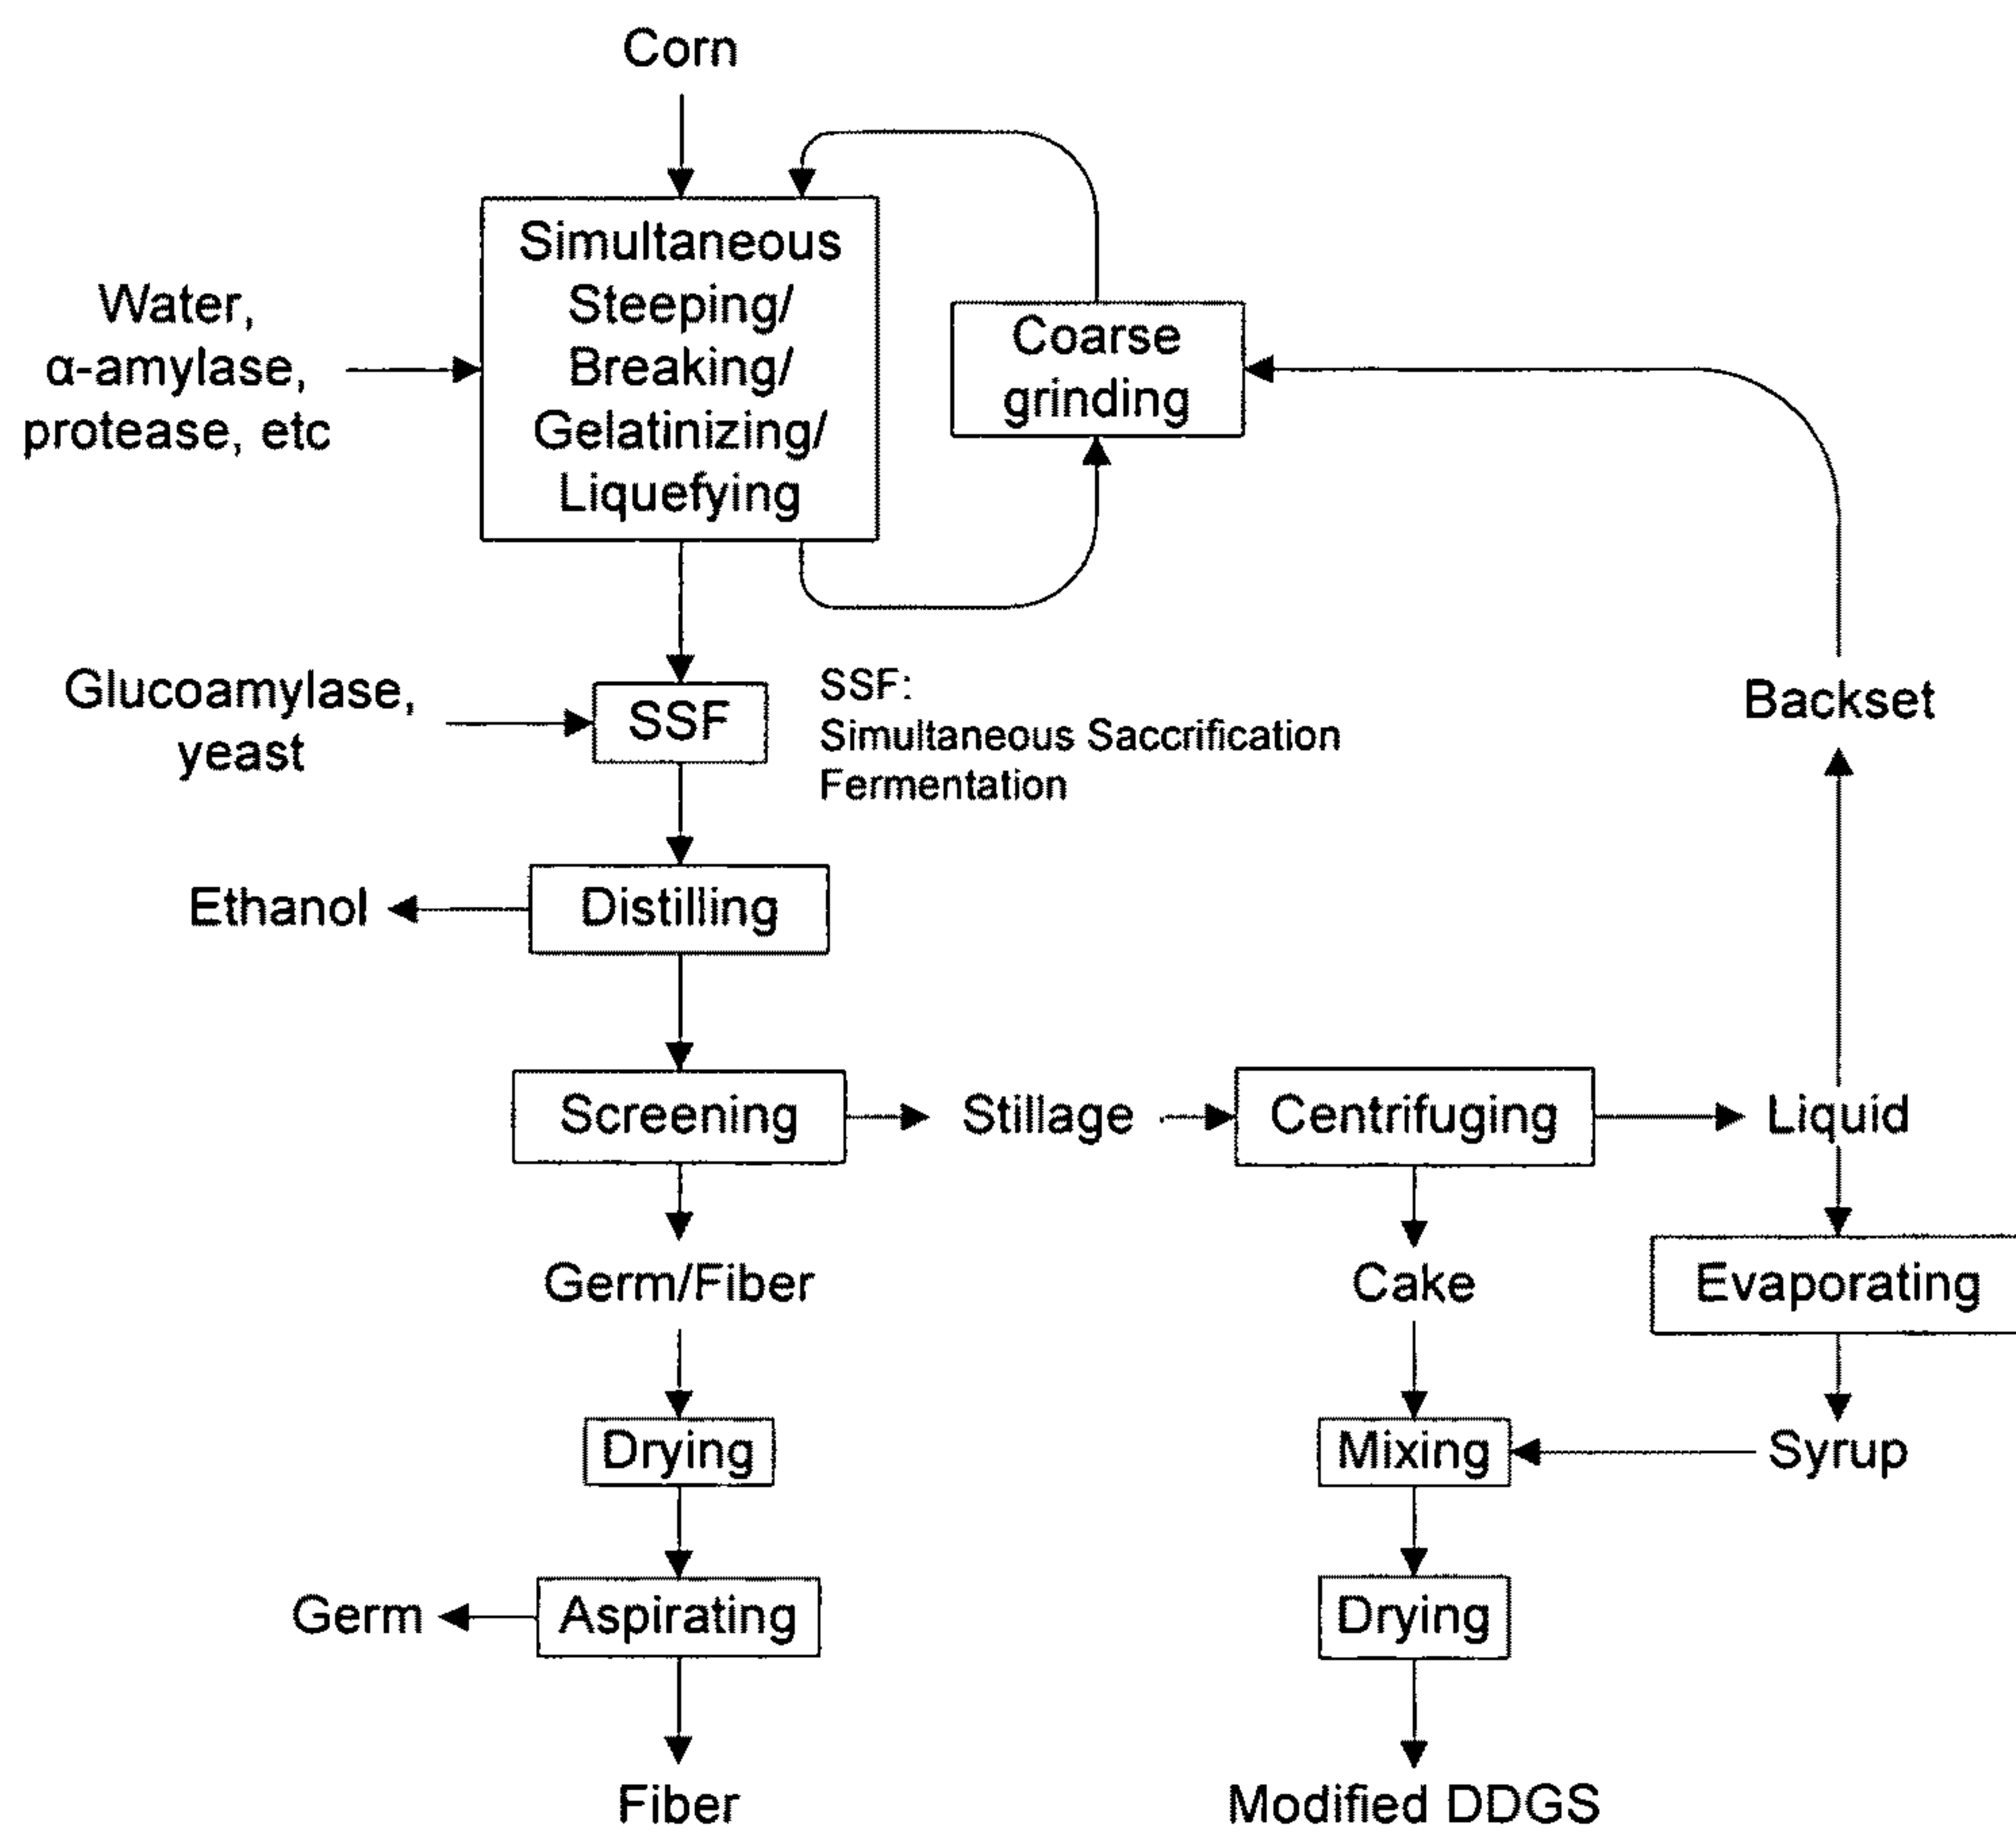 Corn
Simultaneous
Steeping/
Breaking/
Gelatinizing/
Liquefying
Water,
α-amylase,
protease, etc
Coarse
grinding
Backset
Glucoamylase,
yeast
SSF
SSF:
Simultaneous Saccrification
Fermentation
Ethanol
Distilling
Screening
Stillage
Centrifuging
Liquid
Germ/Fiber
Cake
Evaporating
Drying
Mixing
Syrup
Germ
Aspirating
Drying
Fiber
Modified DDGS